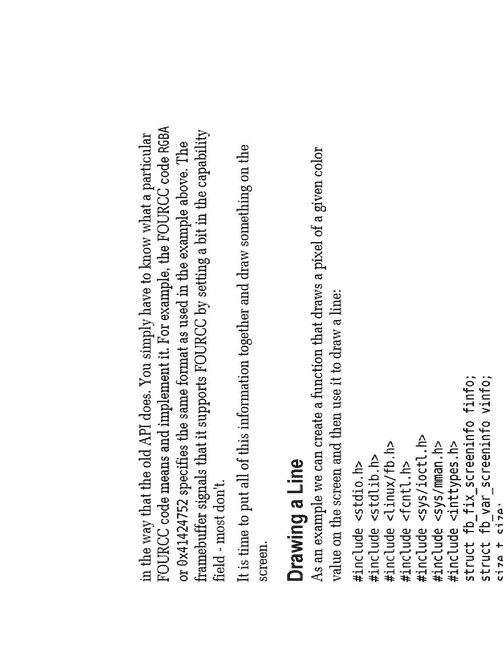 in the way that the old API does. You simply have to know what a particular
FOURCC code means and implement it. For example, the FOURCC code RGBA
or 0x41424752 specifies the same format as used in the example above. The
framebuffer signals that it supports FOURCC by setting a bit in the capability
field - most don't.
It is time to put all of this information together and draw something on the
screen.
Drawing a Line
As an example we can create a function that draws a pixel of a given color
value on the screen and then use it to draw a line:
#include <stdio.h>
#include <stdlib.h>
#include <linux/fb.h>
#include <fcntl.h>
#include <sys/ioctl.h>
#include <sys/mman.h>
#include <inttypes.h>
struct fb_fix_screeninfo finfo;
struct fb_var_screeninfo vinfo;
size_t size;